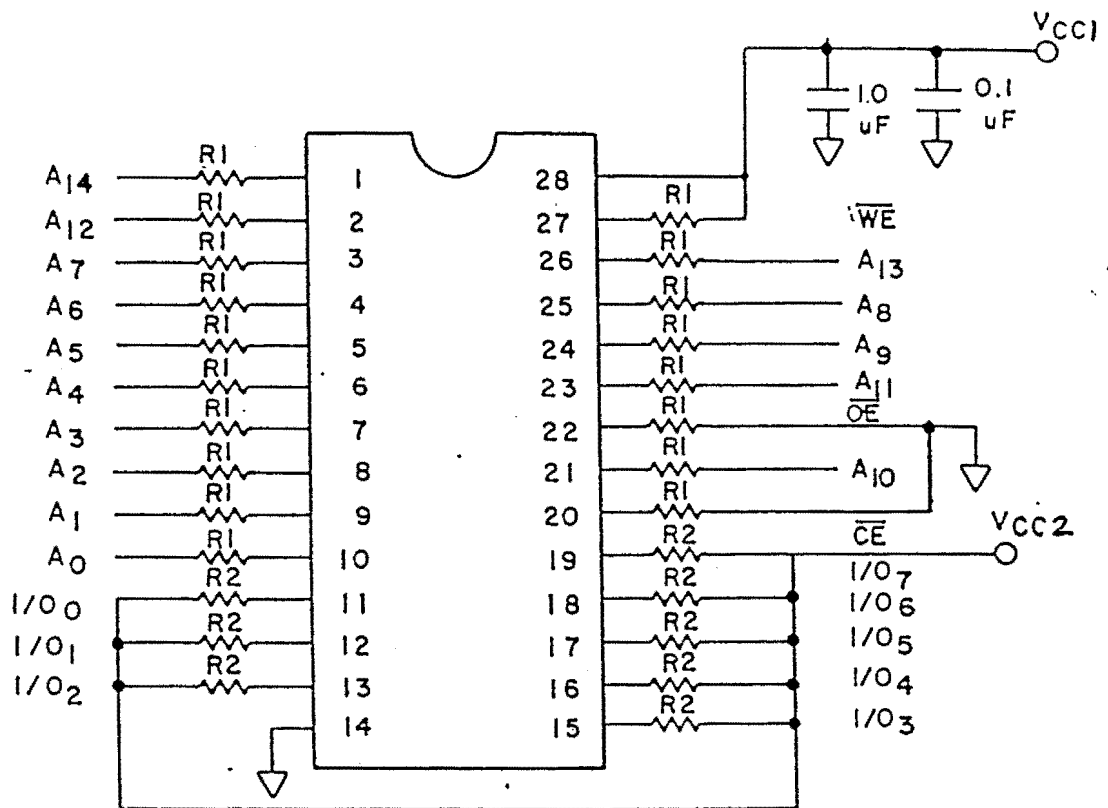 VCC1
1.0 uF
0.1 uF
A14 R1 1 28
A12 R1 2 27 R1 WE
A7 R1 3 26 R1 A13
A6 R1 4 25 R1 A8
A5 R1 5 24 R1 A9
A4 R1 6 23 R1 A11
A3 R1 7 22 R1 OE
A2 R1 8 21 R1 A10
A1 R1 9 20 R1 CE
A0 R1 10 19 R2 VCC2
I/O7
I/O0 R2 11 18 R2 I/O6
I/O1 R2 12 17 R2 I/O5
I/O2 R2 13 16 R2 I/O4
14 15 R2 I/O3